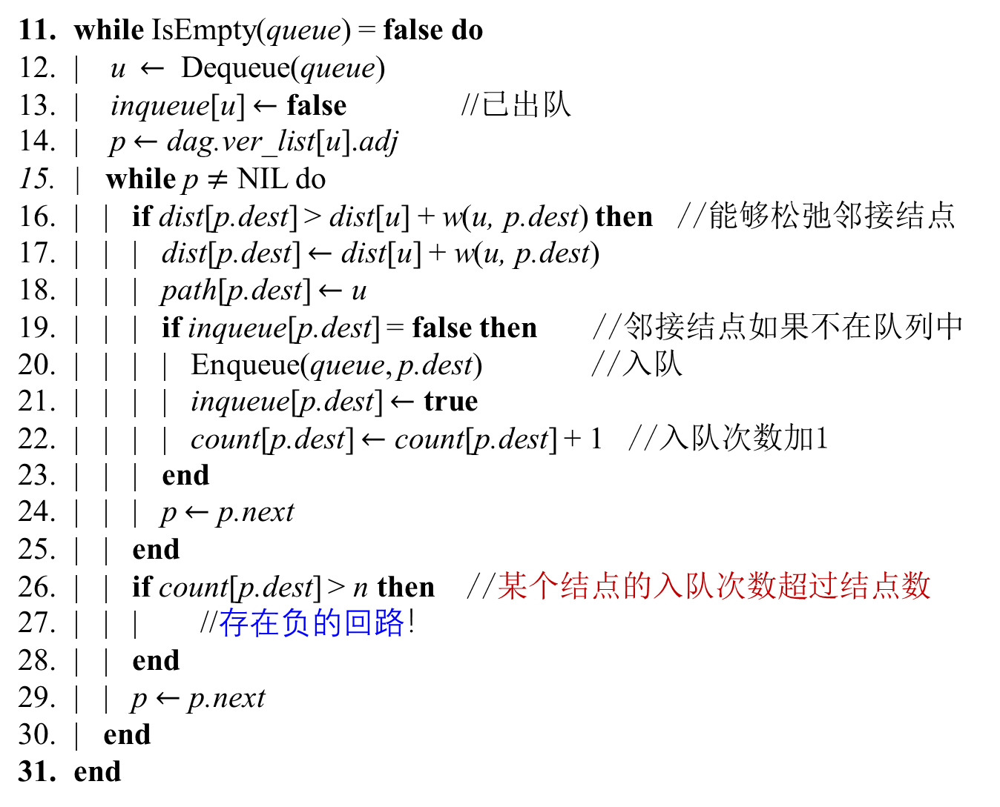 11. while IsEmpty(queue) = false do
12. | u ← Dequeue(queue)
13. | inqueue[u] ← false //已出队
14. | p ← dag.ver_list[u].adj
15. | while p ≠ NIL do
16. | | if dist[p.dest] > dist[u] + w(u, p.dest) then //能够松弛邻接结点
17. | | | dist[p.dest] ← dist[u] + w(u, p.dest)
18. | | | path[p.dest] ← u
19. | | | if inqueue[p.dest] = false then //邻接结点如果不在队列中
20. | | | | Enqueue(queue, p.dest) //入队
21. | | | | inqueue[p.dest] ← true
22. | | | | count[p.dest] ← count[p.dest] + 1 //入队次数加1
23. | | | end
24. | | | p ← p.next
25. | | end
26. | | if count[p.dest] > n then //某个结点的入队次数超过结点数
27. | | | //存在负的回路!
28. | | end
29. | | p ← p.next
30. | end
31. end